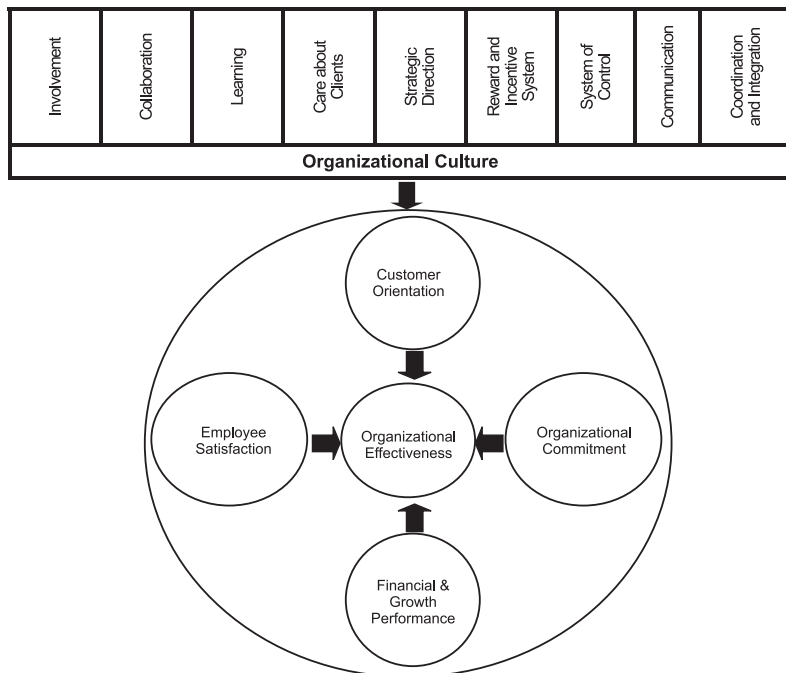 Involvement
Collaboration
Learning
Care about
Clients
Strategic
Direction
Reward and
Incentive
System
System of
Control
Communication
Coordination
and Integration
Organizational Culture
Customer
Orientation
Employee
Satisfaction
Organizational
Effectiveness
Organizational
Commitment
Financial &
Growth
Performance